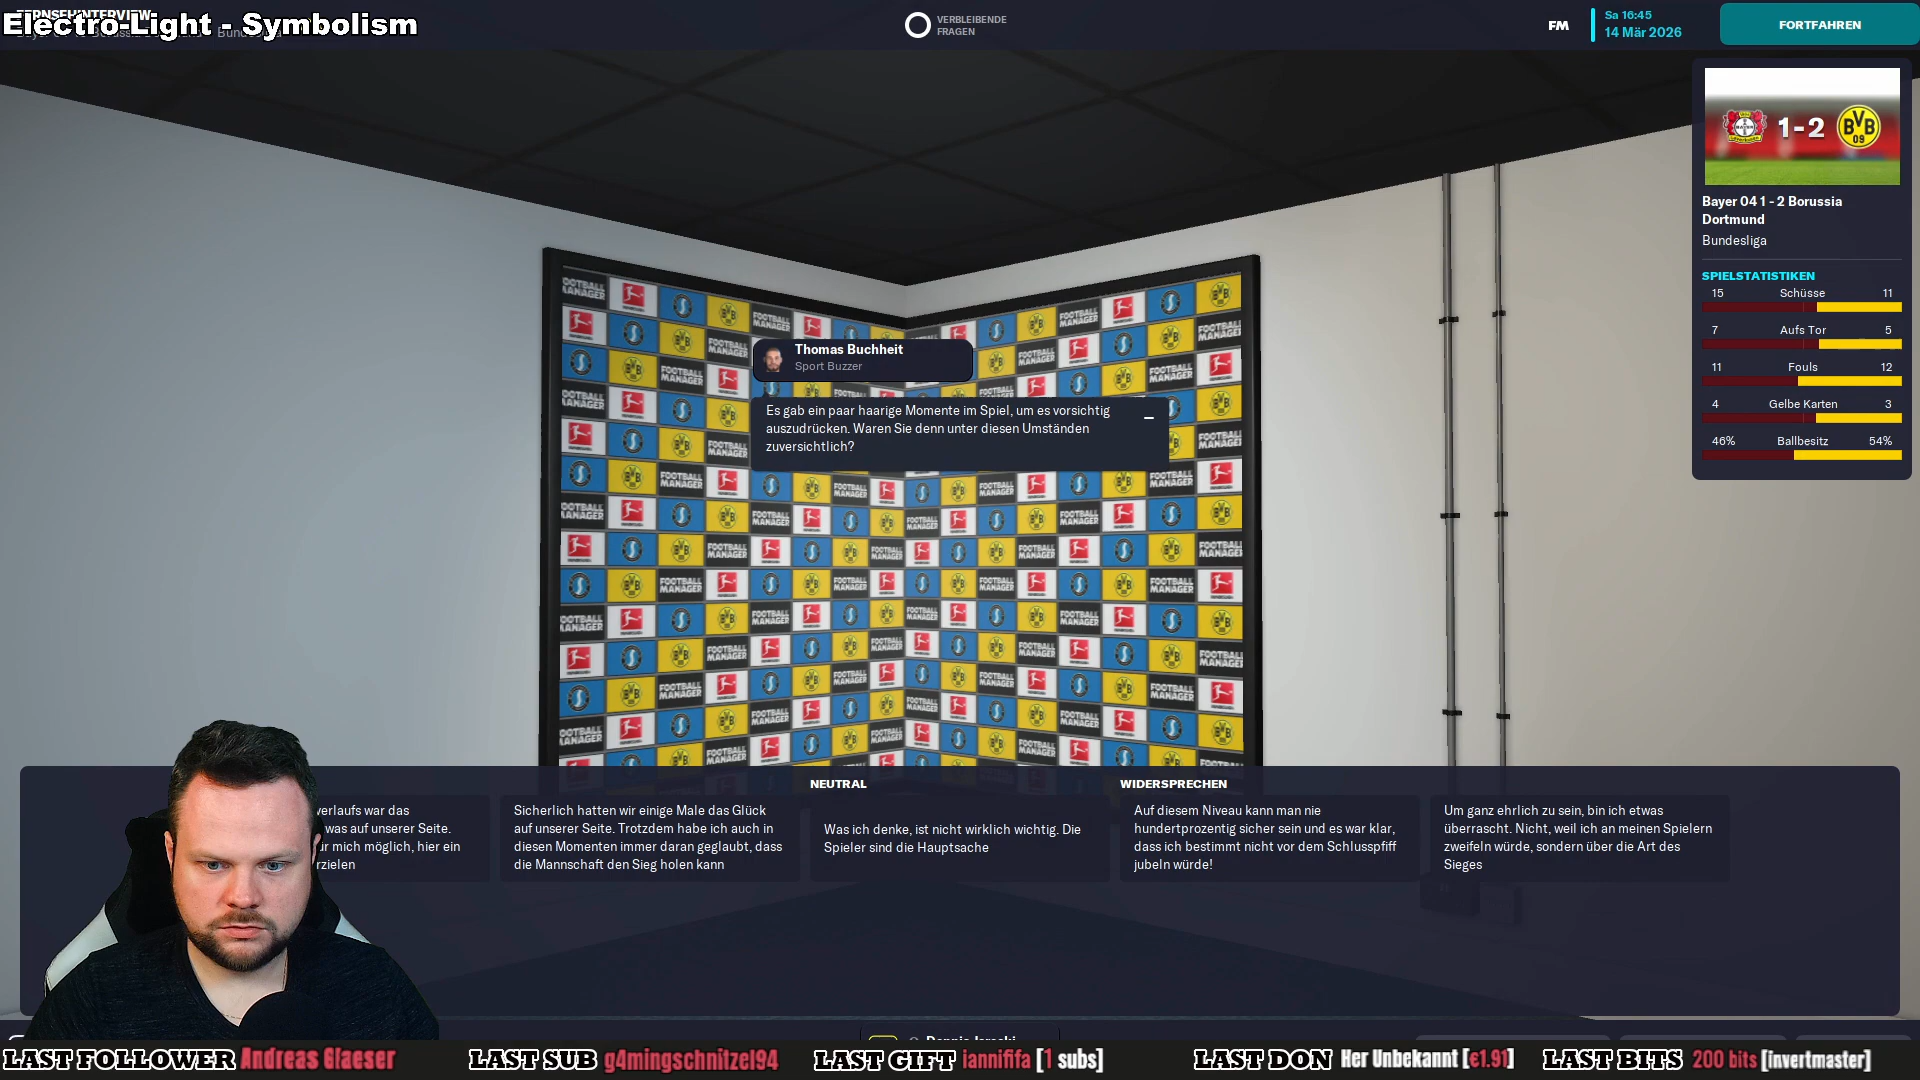 FERNSEHINTERVIEW
Electro-Light - Symbolism
VERBLEIBENDE
FRAGEN
FM
Sa 16:45
14 Mär 2026
FORTFAHREN
1-2
Bayer 04 1 - 2 Borussia
Dortmund
Bundesliga
SPIELSTATISTIKEN
15 Schüsse 11
7 Aufs Tor 5
11 Fouls 12
4 Gelbe Karten 3
46% Ballbesitz 54%
Thomas Buchheit
Sport Buzzer
Es gab ein paar haarige Momente im Spiel, um es vorsichtig
auszudrücken. Waren Sie denn unter diesen Umständen
zuversichtlich?
FOOTBALL MANAGER
BVB 09
NEUTRAL
WIDERSPRECHEN
verlaufs war das
was auf unserer Seite.
ür mich möglich, hier ein
rzielen
Sicherlich hatten wir einige Male das Glück
auf unserer Seite. Trotzdem habe ich auch in
diesen Momenten immer daran geglaubt, dass
die Mannschaft den Sieg holen kann
Was ich denke, ist nicht wirklich wichtig. Die
Spieler sind die Hauptsache
Auf diesem Niveau kann man nie
hundertprozentig sicher sein und es war klar,
dass ich bestimmt nicht vor dem Schlusspfiff
jubeln würde!
Um ganz ehrlich zu sein, bin ich etwas
überrascht. Nicht, weil ich an meinen Spielern
zweifeln würde, sondern über die Art des
Sieges
LAST FOLLOWER Andreas Glaeser
LAST SUB g4mingschnitzel94
LAST GIFT iannififa [1 subs]
LAST DON Her Unbekannt [€1.91]
LAST BITS 200 bits [invertmaster]